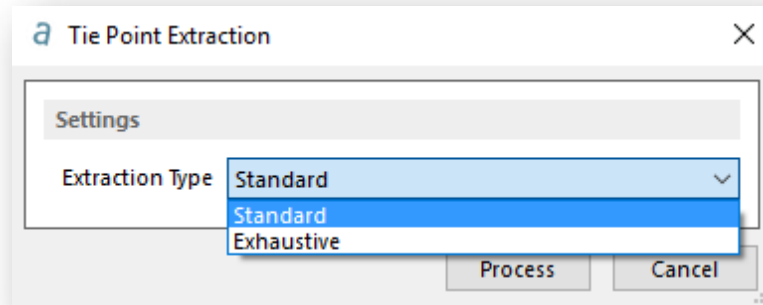 a Tie Point Extraction
Settings
Extraction Type Standard
Standard
Exhaustive
Process Cancel